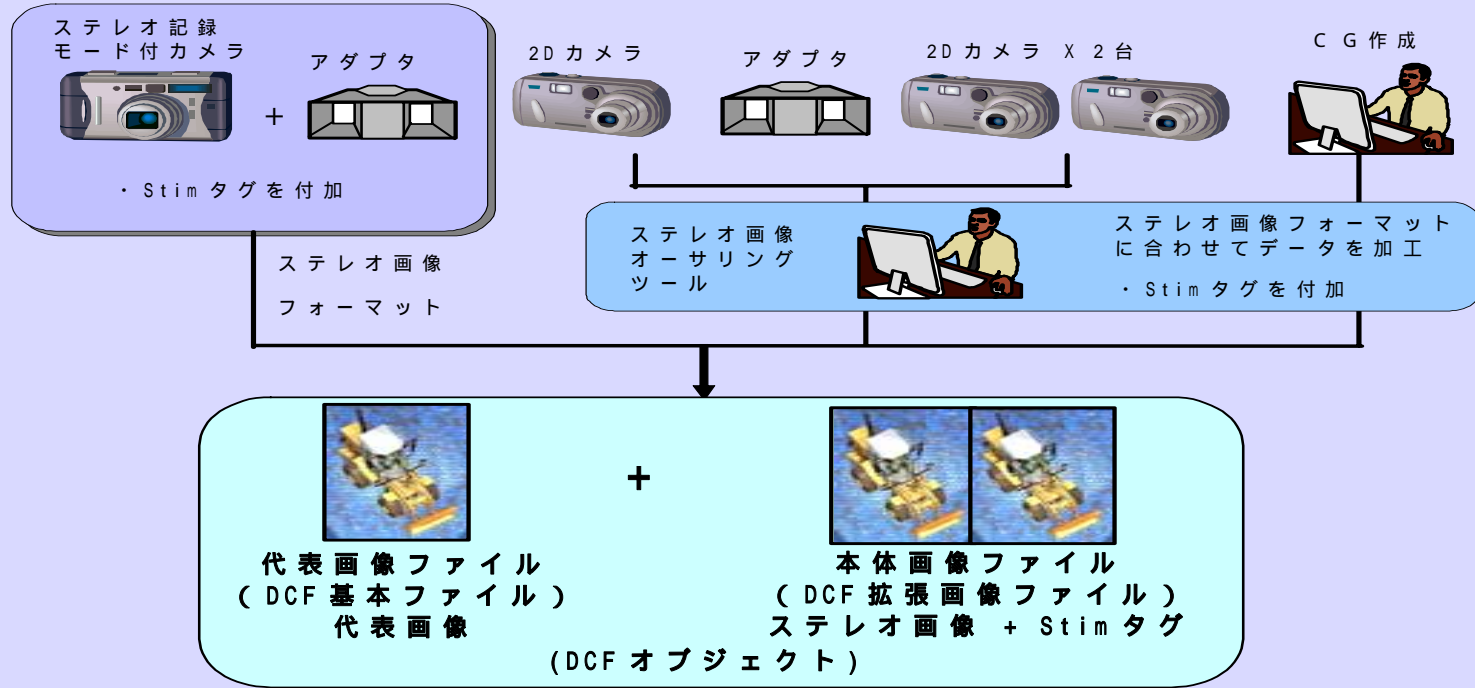 ステレオ記録
モード付カメラ
アダプタ
+
・Stimタグを付加
2Dカメラ
アダプタ
2Dカメラ X 2台
CG作成
ステレオ画像
オーサリング
ツール
ステレオ画像フォーマット
に合わせてデータを加工
・Stimタグを付加
ステレオ画像
フォーマット
+
代表画像ファイル
(DCF基本ファイル)
代表画像
本体画像ファイル
(DCF拡張画像ファイル)
ステレオ画像 + Stimタグ
(DCFオブジェクト)